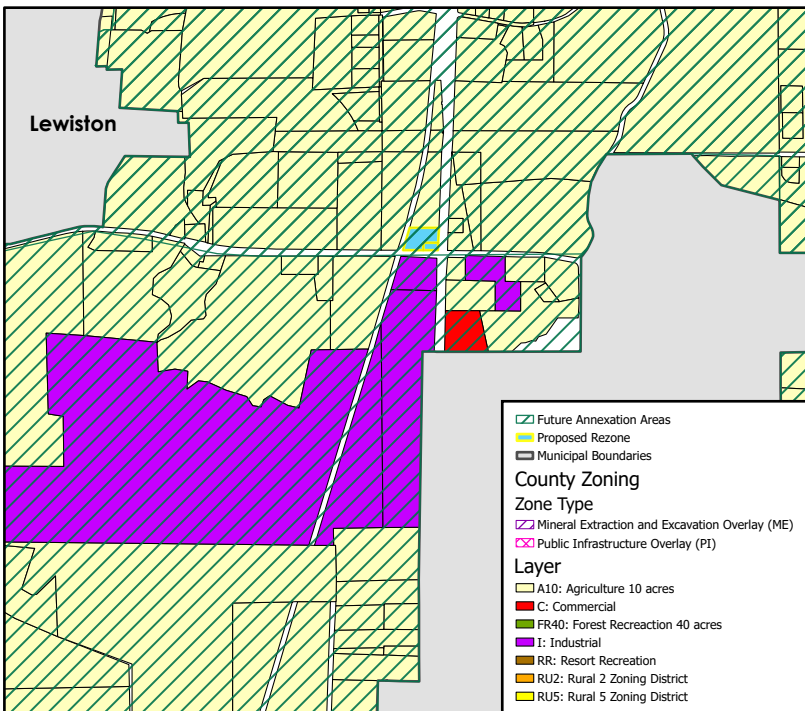 Lewiston
Future Annexation Areas
Proposed Rezone
Municipal Boundaries
County Zoning
Zone Type
Mineral Extraction and Excavation Overlay (ME)
Public Infrastructure Overlay (PI)
Layer
A10: Agriculture 10 acres
C: Commercial
FR40: Forest Recreaction 40 acres
I: Industrial
RR: Resort Recreation
RU2: Rural 2 Zoning District
RU5: Rural 5 Zoning District